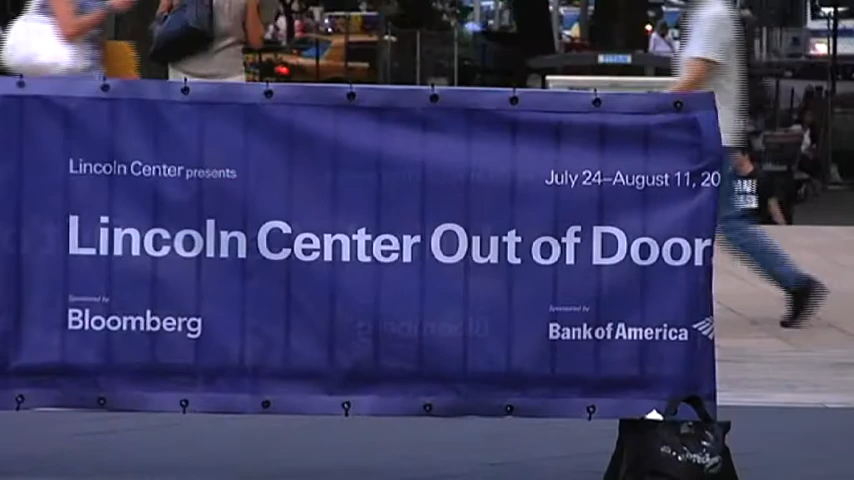 Lincoln Center presents
July 24–August 11, 20
Lincoln Center Out of Door
Sponsored by
Bloomberg
Sponsored by
Bank of America